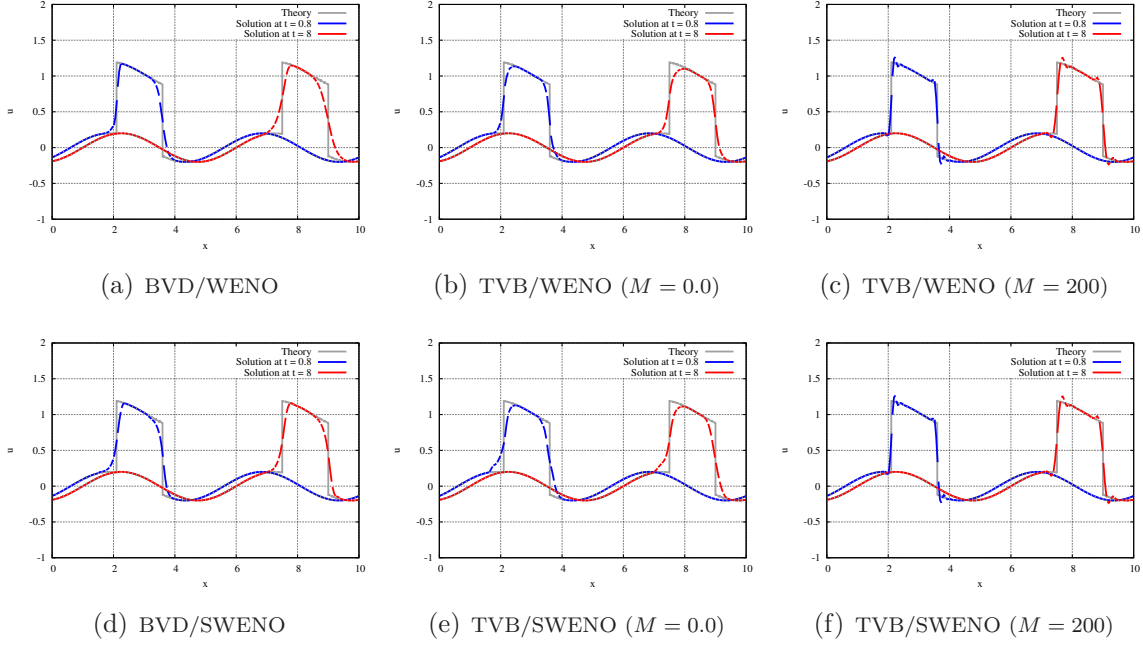 2
1.5
1
0.5
0
-0.5
-1
0 2 4 6 8 10
u
x
Theory
Solution at t = 0.8
Solution at t = 8
(a) BVD/WENO
2
1.5
1
0.5
0
-0.5
-1
0 2 4 6 8 10
u
x
Theory
Solution at t = 0.8
Solution at t = 8
(b) TVB/WENO (M = 0.0)
2
1.5
1
0.5
0
-0.5
-1
0 2 4 6 8 10
u
x
Theory
Solution at t = 0.8
Solution at t = 8
(c) TVB/WENO (M = 200)
2
1.5
1
0.5
0
-0.5
-1
0 2 4 6 8 10
u
x
Theory
Solution at t = 0.8
Solution at t = 8
(d) BVD/SWENO
2
1.5
1
0.5
0
-0.5
-1
0 2 4 6 8 10
u
x
Theory
Solution at t = 0.8
Solution at t = 8
(e) TVB/SWENO (M = 0.0)
2
1.5
1
0.5
0
-0.5
-1
0 2 4 6 8 10
u
x
Theory
Solution at t = 0.8
Solution at t = 8
(f) TVB/SWENO (M = 200)